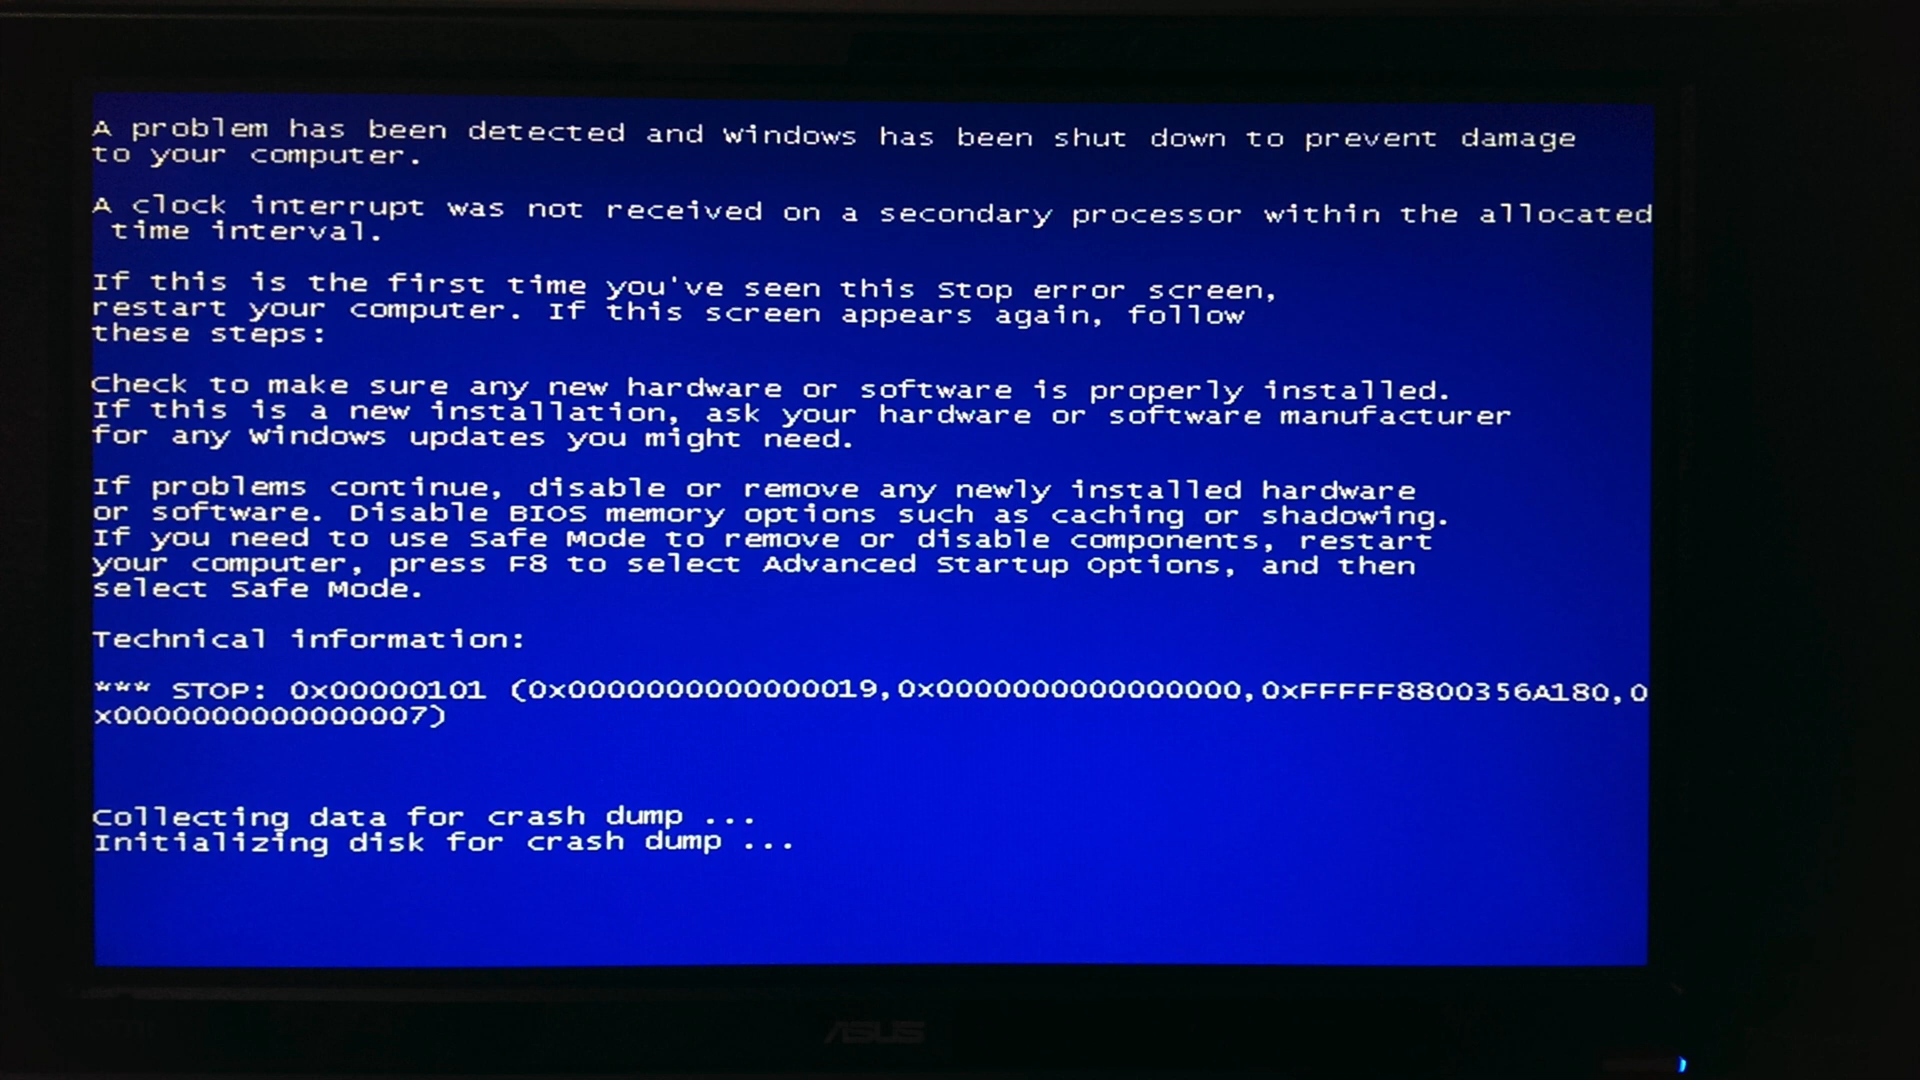 A problem has been detected and windows has been shut down to prevent damage
to your computer.
A clock interrupt was not received on a secondary processor within the allocated
time interval.
If this is the first time you've seen this Stop error screen,
restart your computer. If this screen appears again, follow
these steps:
Check to make sure any new hardware or software is properly installed.
If this is a new installation, ask your hardware or software manufacturer
for any windows updates you might need.
If problems continue, disable or remove any newly installed hardware
or software. Disable BIOS memory options such as caching or shadowing.
If you need to use Safe Mode to remove or disable components, restart
your computer, press F8 to select Advanced Startup Options, and then
select Safe Mode.
Technical information:
*** STOP: 0x00000101 (0x0000000000000019,0x0000000000000000,0xFFFFF8800356A180,0
x0000000000000007)
Collecting data for crash dump ...
Initializing disk for crash dump ...
ASUS